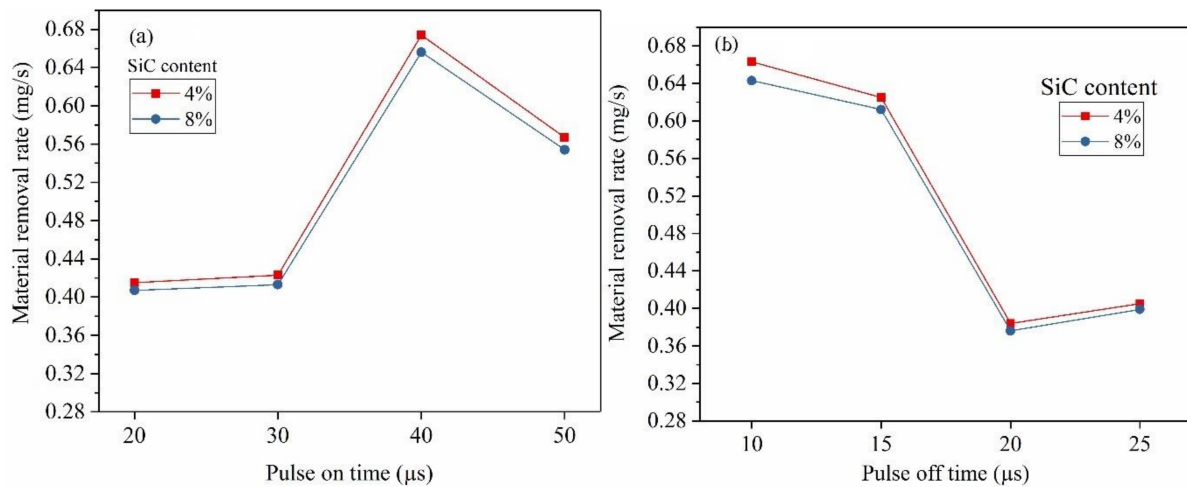 (a)
SiC content
4%
8%
Material removal rate (mg/s)
0.68
0.64
0.60
0.56
0.52
0.48
0.44
0.40
0.36
0.32
0.28
20 30 40 50
Pulse on time (µs)
(b)
SiC content
4%
8%
Material removal rate (mg/s)
0.68
0.64
0.60
0.56
0.52
0.48
0.44
0.40
0.36
0.32
0.28
10 15 20 25
Pulse off time (µs)